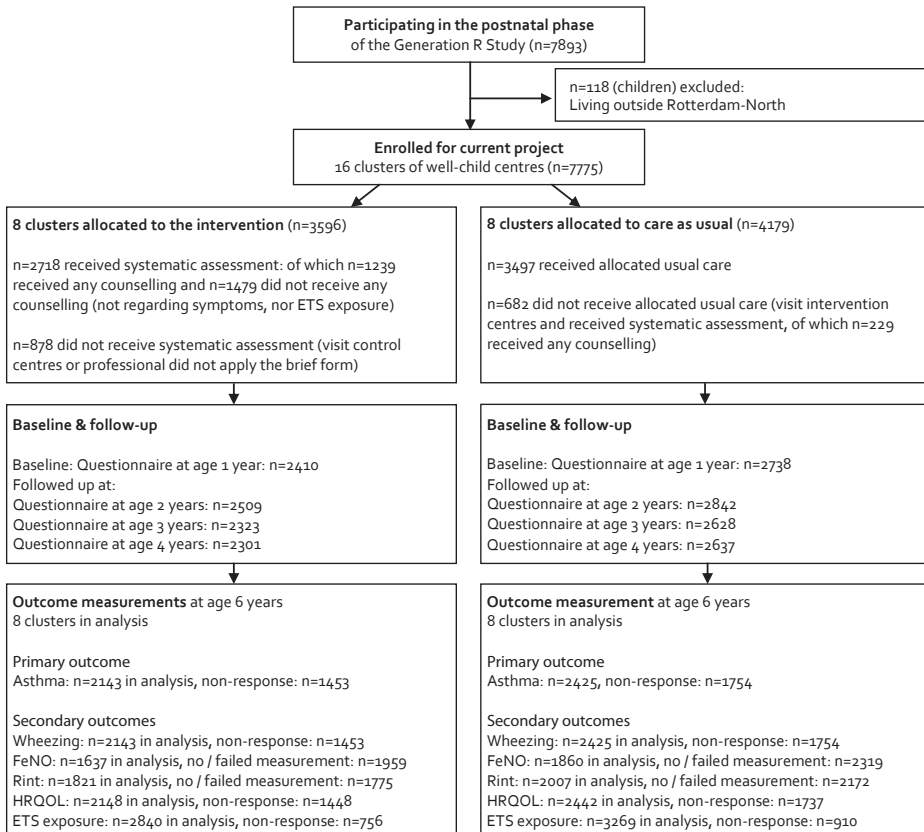 Participating in the postnatal phase
of the Generation R Study (n=7893)
n=118 (children) excluded:
Living outside Rotterdam-North
Enrolled for current project
16 clusters of well-child centres (n=7775)
8 clusters allocated to the intervention (n=3596)
n=2718 received systematic assessment: of which n=1239
received any counselling and n=1479 did not receive any
counselling (not regarding symptoms, nor ETS exposure)
n=878 did not receive systematic assessment (visit control
centres or professional did not apply the brief form)
8 clusters allocated to care as usual (n=4179)
n=3497 received allocated usual care
n=682 did not receive allocated usual care (visit intervention
centres and received systematic assessment, of which n=229
received any counselling)
Baseline & follow-up
Baseline: Questionnaire at age 1 year: n=2410
Followed up at:
Questionnaire at age 2 years: n=2509
Questionnaire at age 3 years: n=2323
Questionnaire at age 4 years: n=2301
Baseline & follow-up
Baseline: Questionnaire at age 1 year: n=2738
Followed up at:
Questionnaire at age 2 years: n=2842
Questionnaire at age 3 years: n=2628
Questionnaire at age 4 years: n=2637
Outcome measurements at age 6 years
8 clusters in analysis
Primary outcome
Asthma: n=2143 in analysis, non-response: n=1453
Secondary outcomes
Wheezing: n=2143 in analysis, non-response: n=1453
FeNO: n=1637 in analysis, no / failed measurement: n=1959
Rint: n=1821 in analysis, no / failed measurement: n=1775
HRQOL: n=2148 in analysis, non-response: n=1448
ETS exposure: n=2840 in analysis, non-response: n=756
Outcome measurement at age 6 years
8 clusters in analysis
Primary outcome
Asthma: n=2425, non-response: n=1754
Secondary outcomes
Wheezing: n=2425 in analysis, non-response: n=1754
FeNO: n=1860 in analysis, no / failed measurement: n=2319
Rint: n=2007 in analysis, no / failed measurement: n=2172
HRQOL: n=2442 in analysis, non-response: n=1737
ETS exposure: n=3269 in analysis, non-response: n=910